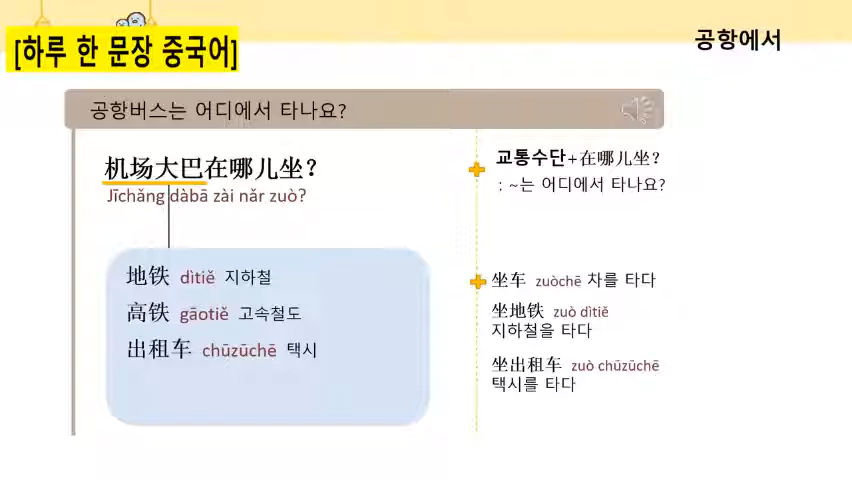 [하루 한 문장 중국어]
공항에서
공항버스는 어디에서 타나요?
机场大巴在哪儿坐?
Jīchǎng dàbā zài nǎr zuò?
地铁 dìtiě 지하철
高铁 gāotiě 고속철도
出租车 chūzūchē 택시
교통수단+在哪儿坐?
: ~는 어디에서 타나요?
坐车 zuòchē 차를 타다
坐地铁 zuò dìtiě
지하철을 타다
坐出租车 zuò chūzūchē
택시를 타다